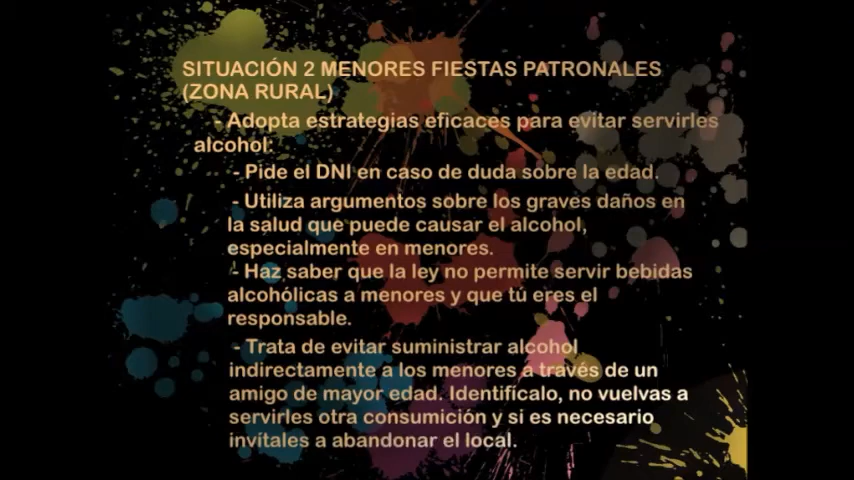 SITUACIÓN 2 MENORES FIESTAS PATRONALES
(ZONA RURAL)
- Adopta estrategias eficaces para evitar servirles
alcohol:
- Pide el DNI en caso de duda sobre la edad.
- Utiliza argumentos sobre los graves daños en
la salud que puede causar el alcohol,
especialmente en menores.
- Haz saber que la ley no permite servir bebidas
alcohólicas a menores y que tú eres el
responsable.
- Trata de evitar suministrar alcohol
indirectamente a los menores a través de un
amigo de mayor edad. Identifícalo, no vuelvas a
servirles otra consumición y si es necesario
invítales a abandonar el local.